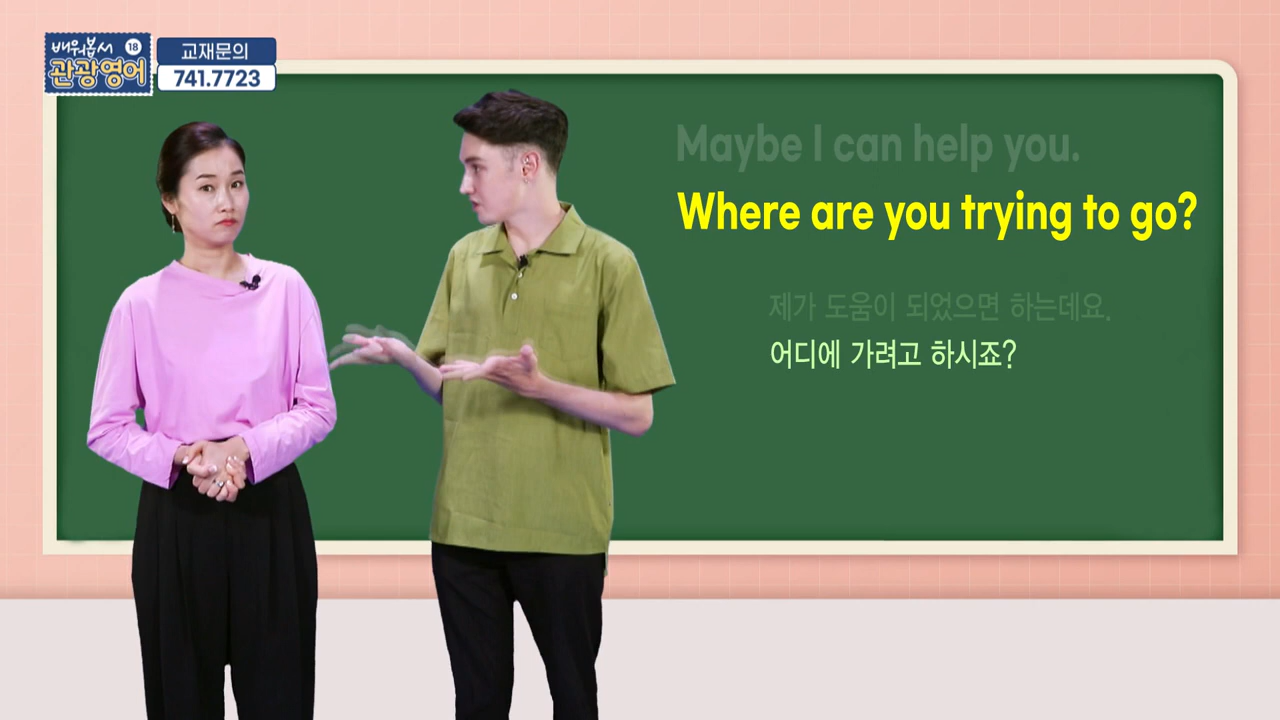 배워봅서 18
관광영어
교재문의
741.7723
Maybe I can help you.
Where are you trying to go?
제가 도움이 되었으면 하는데요.
어디에 가려고 하시죠?